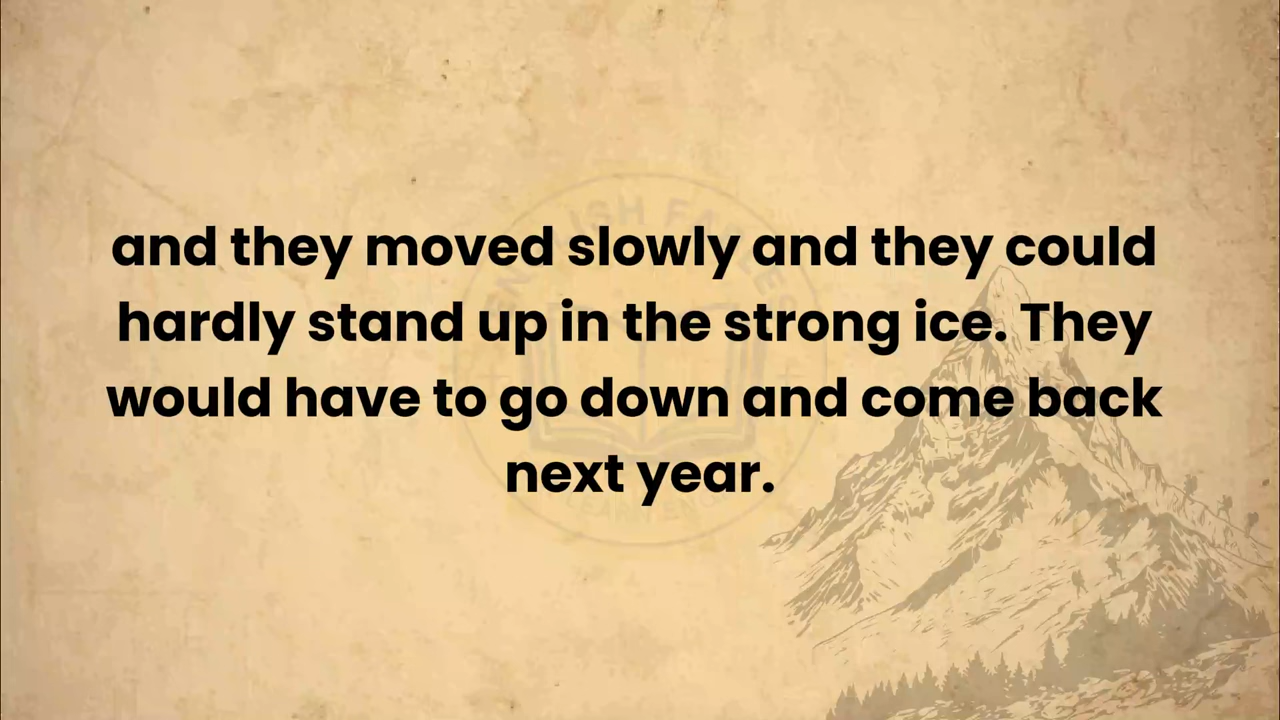 and they moved slowly and they could
hardly stand up in the strong ice. They
would have to go down and come back
next year.